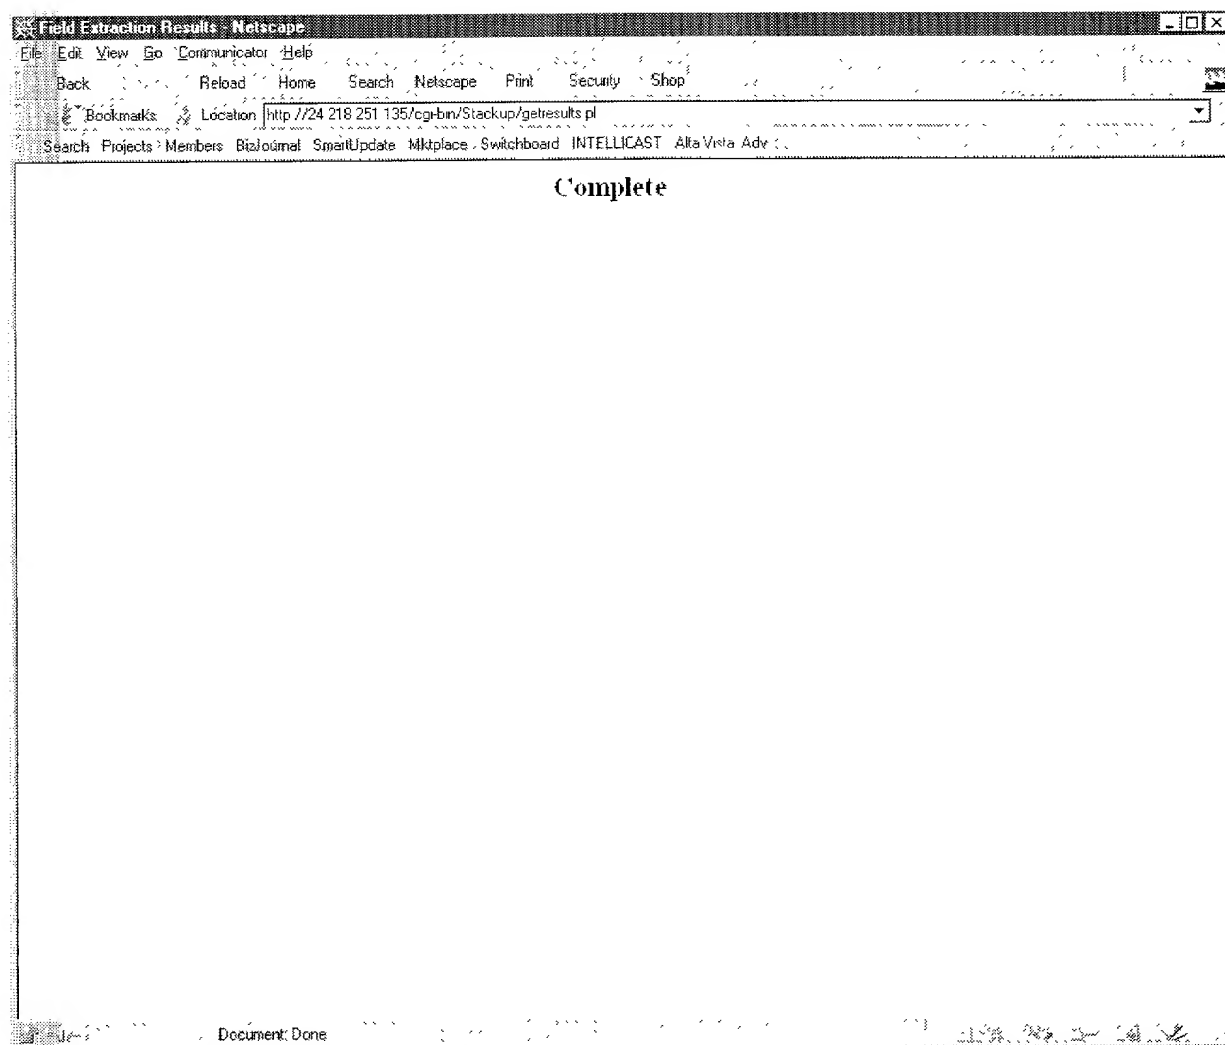 Field Extraction Results - Netscape
File Edit View Go Communicator Help
Back Reload Home Search Netscape Print Security Shop
Bookmarks Location http //24 218 251 135/cgi-bin/Stackup/getresults pl
Search Projects Members BizJournal SmartUpdate Mktplace Switchboard INTELLICAST Alta Vista Adv
Complete
Document: Done